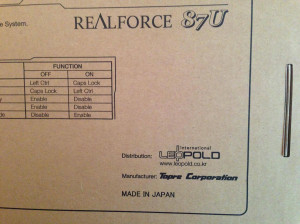 REALFORCE 87U
e System.
FUNCTION
OFF ON
Left Ctrl Caps Lock
Caps Lock Left Ctrl
Enable Disable
Enable Disable
Enable Disable
International
Distribution: LEOPOLD
www.leopold.co.kr
Manufacturer: Topre Corporation
MADE IN JAPAN